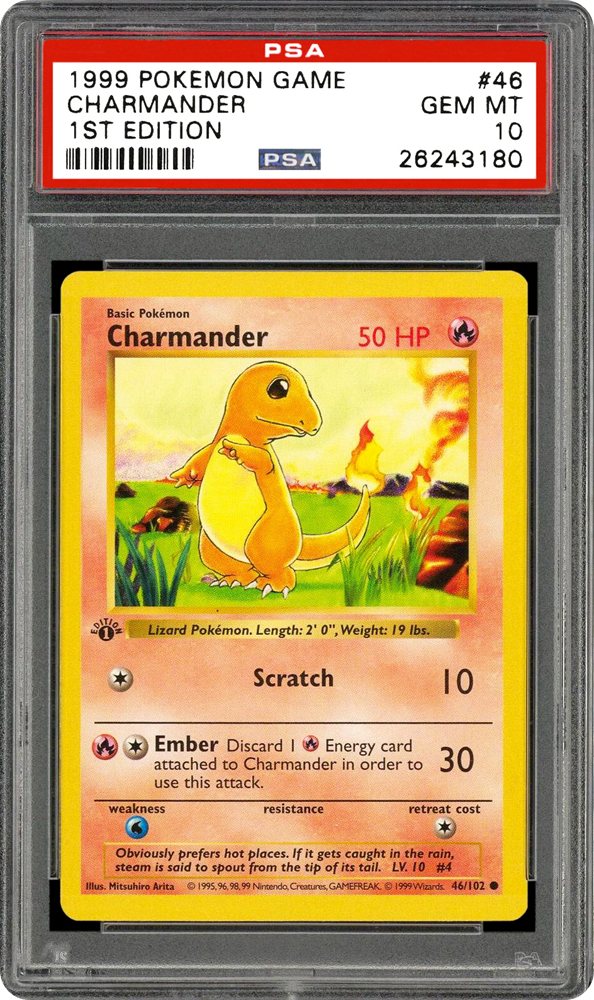 PSA
1999 POKEMON GAME #46
CHARMANDER GEM MT
1ST EDITION 10
PSA 26243180
Basic Pokémon
Charmander 50 HP
EDITION 1
Lizard Pokémon. Length: 2' 0", Weight: 19 lbs.
Scratch 10
Ember Discard 1 Energy card
attached to Charmander in order to
use this attack.
30
weakness resistance retreat cost
Obviously prefers hot places. If it gets caught in the rain,
steam is said to spout from the tip of its tail. LV. 10 #4
Illus. Mitsuhiro Arita ©1995, 96, 98, 99 Nintendo, Creatures, GAMEFREAK. ©1999 Wizards. 46/102
PSA